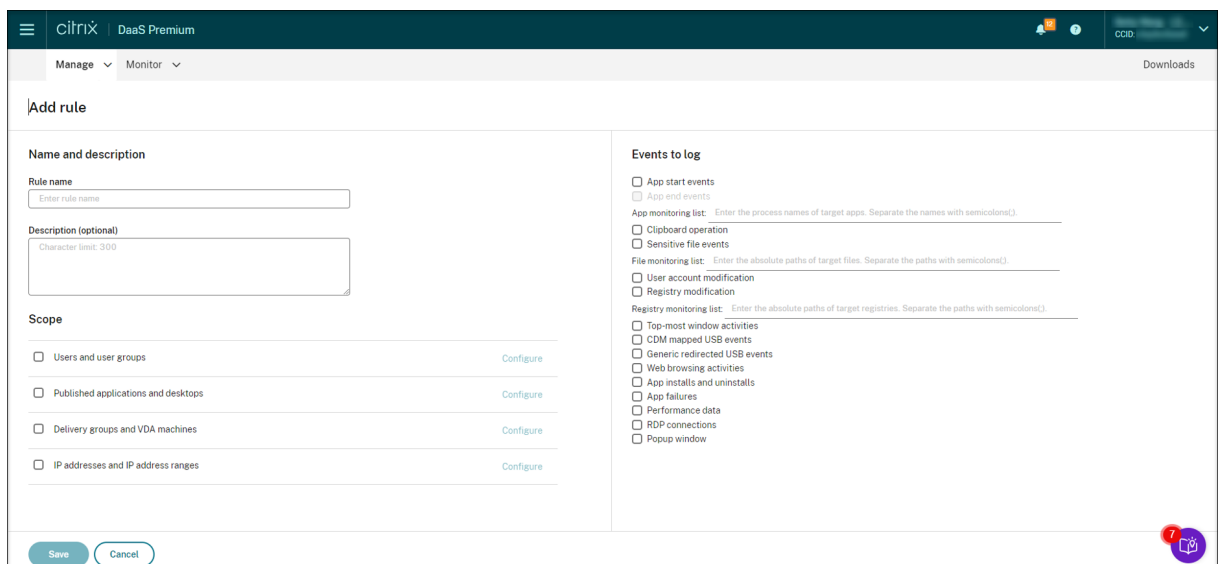 citrix DaaS Premium 12 ?
CCID:
Manage Monitor Downloads
Add rule
Name and description
Rule name
Enter rule name
Description (optional)
Character limit: 300
Scope
Users and user groups Configure
Published applications and desktops Configure
Delivery groups and VDA machines Configure
IP addresses and IP address ranges Configure
Events to log
App start events
App end events
App monitoring list: Enter the process names of target apps. Separate the names with semicolons(;).
Clipboard operation
Sensitive file events
File monitoring list: Enter the absolute paths of target files. Separate the paths with semicolons(;).
User account modification
Registry modification
Registry monitoring list: Enter the absolute paths of target registries. Separate the paths with semicolons(;).
Top-most window activities
CDM mapped USB events
Generic redirected USB events
Web browsing activities
App installs and uninstalls
App failures
Performance data
RDP connections
Popup window
Save Cancel
7